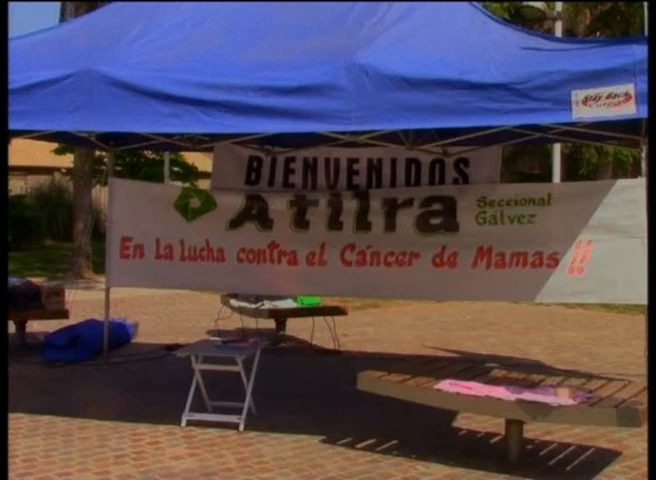 BIENVENIDOS
Atilra Seccional
Gálvez
En La Lucha contra el Cáncer de Mamas !!